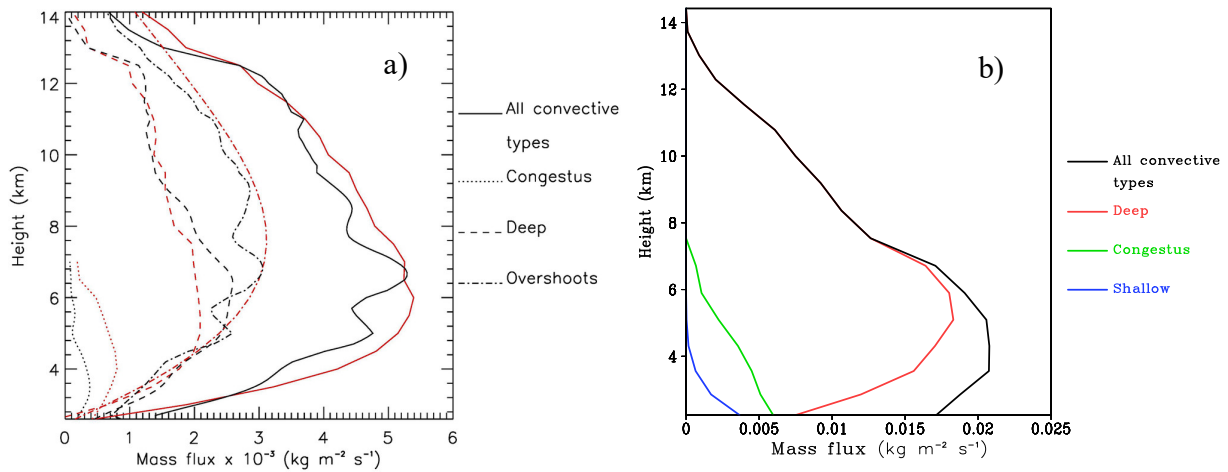 a)
14
12
10
8
6
4
Height (km)
0 1 2 3 4 5 6
Mass flux x 10⁻³ (kg m⁻² s⁻¹)
All convective
types
Congestus
Deep
Overshoots
b)
14
12
10
8
6
4
Height (km)
0 0.005 0.01 0.015 0.02 0.025
Mass flux (kg m⁻² s⁻¹)
All convective
types
Deep
Congestus
Shallow